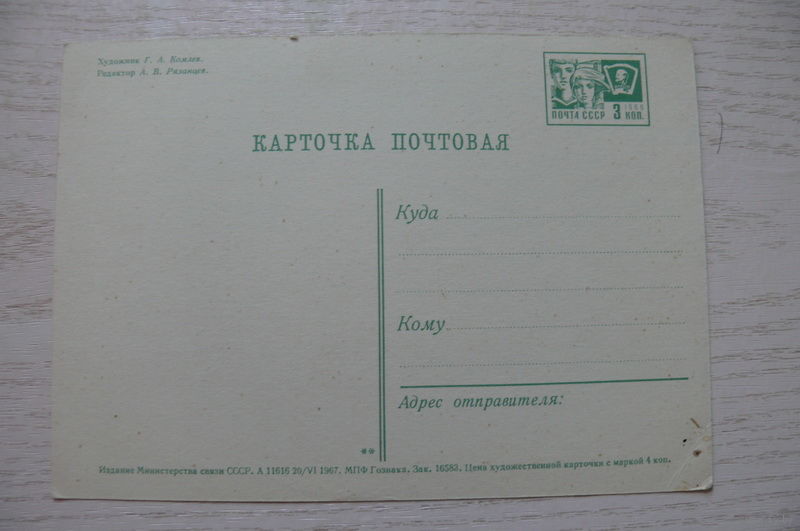 Художник Г. А. Комлев.
Редактор А. В. Рязанцев.
1966
ПОЧТА СССР 3 КОП.
КАРТОЧКА ПОЧТОВАЯ
Куда
Кому
Адрес отправителя:
**
Издание Министерства связи СССР. А 11616 20/VI 1967. МПФ Гознака. Зак. 16583. Цена художественной карточки с маркой 4 коп.